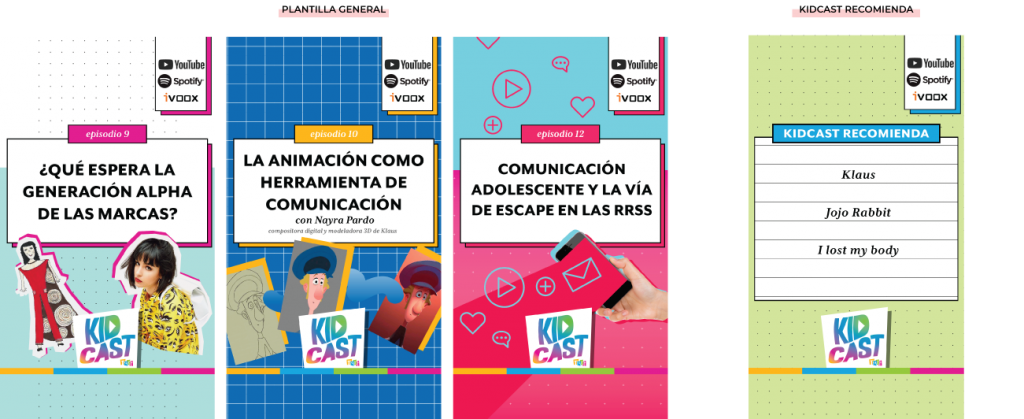 PLANTILLA GENERAL
KIDCAST RECOMIENDA
YouTube
Spotify
iVOOX
episodio 9
¿QUÉ ESPERA LA
GENERACIÓN ALPHA
DE LAS MARCAS?
KID
CAST
YouTube
Spotify
iVOOX
episodio 10
LA ANIMACIÓN COMO
HERRAMIENTA DE
COMUNICACIÓN
con Nayra Pardo
compositora digital y modeladora 3D de Klaus
KID
CAST
YouTube
Spotify
iVOOX
episodio 12
COMUNICACIÓN
ADOLESCENTE Y LA VÍA
DE ESCAPE EN LAS RRSS
KID
CAST
YouTube
Spotify
iVOOX
KIDCAST RECOMIENDA
Klaus
Jojo Rabbit
I lost my body
KID
CAST